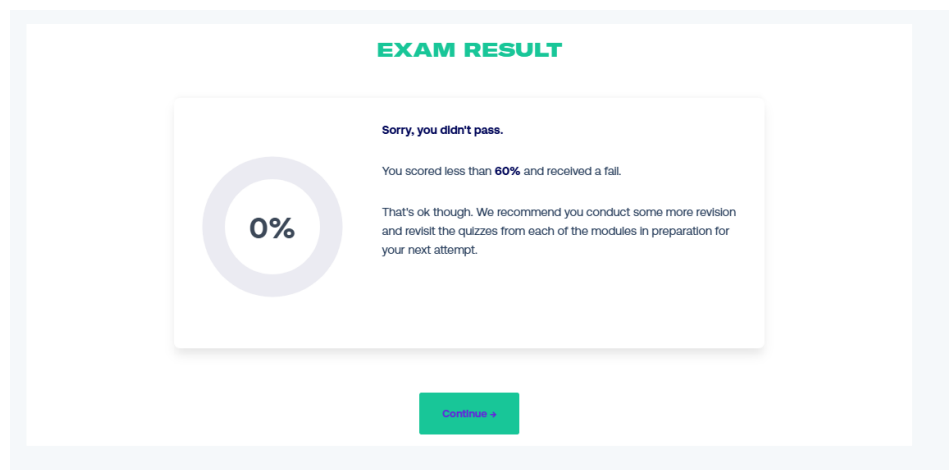 EXAM RESULT
0%
Sorry, you didn't pass.
You scored less than 60% and received a fail.
That's ok though. We recommend you conduct some more revision
and revisit the quizzes from each of the modules in preparation for
your next attempt.
Continue →